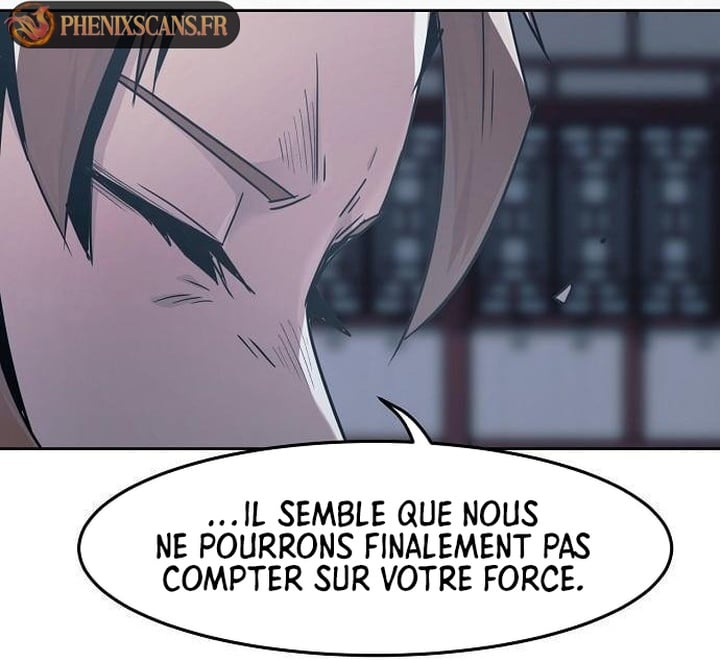 PHENIXSCANS.FR
...IL SEMBLE QUE NOUS
NE POURRONS FINALEMENT PAS
COMPTER SUR VOTRE FORCE.